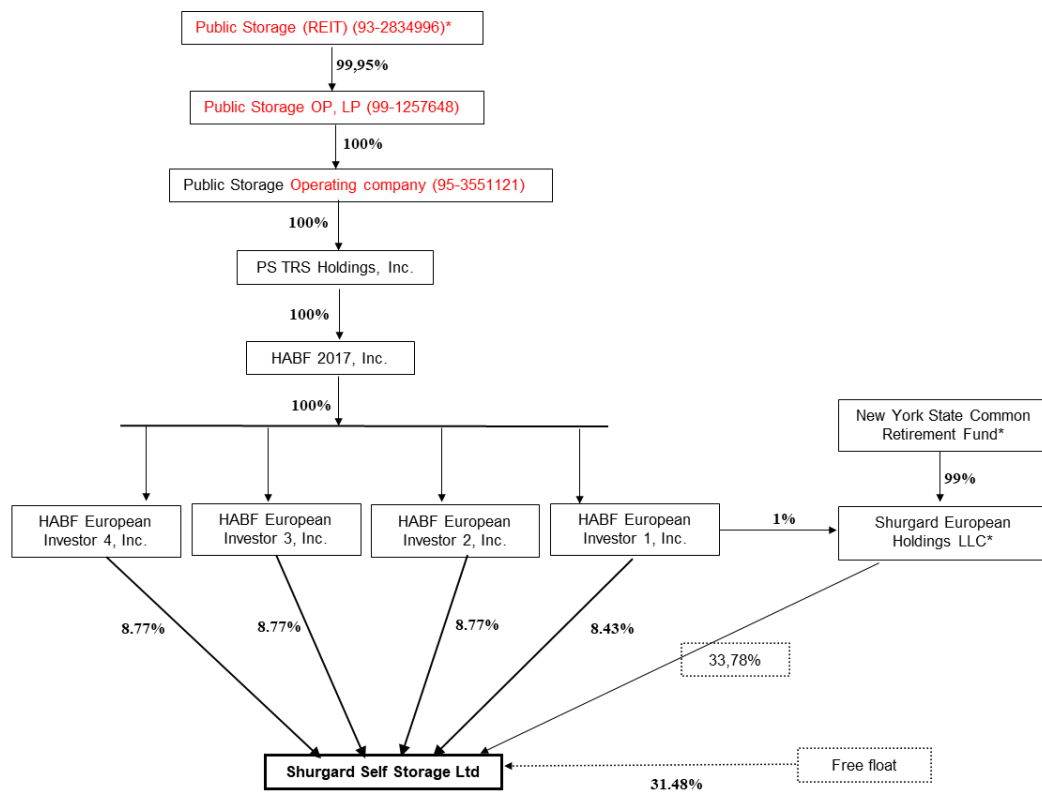 Public Storage (REIT) (93-2834996)*
99,95%
Public Storage OP, LP (99-1257648)
100%
Public Storage Operating company (95-3551121)
100%
PS TRS Holdings, Inc.
100%
HABF 2017, Inc.
100%
New York State Common
Retirement Fund*
99%
HABF European
Investor 4, Inc.
HABF European
Investor 3, Inc.
HABF European
Investor 2, Inc.
HABF European
Investor 1, Inc.
1%
Shurgard European
Holdings LLC*
8.77%
8.77%
8.77%
8.43%
33,78%
Shurgard Self Storage Ltd
Free float
31.48%